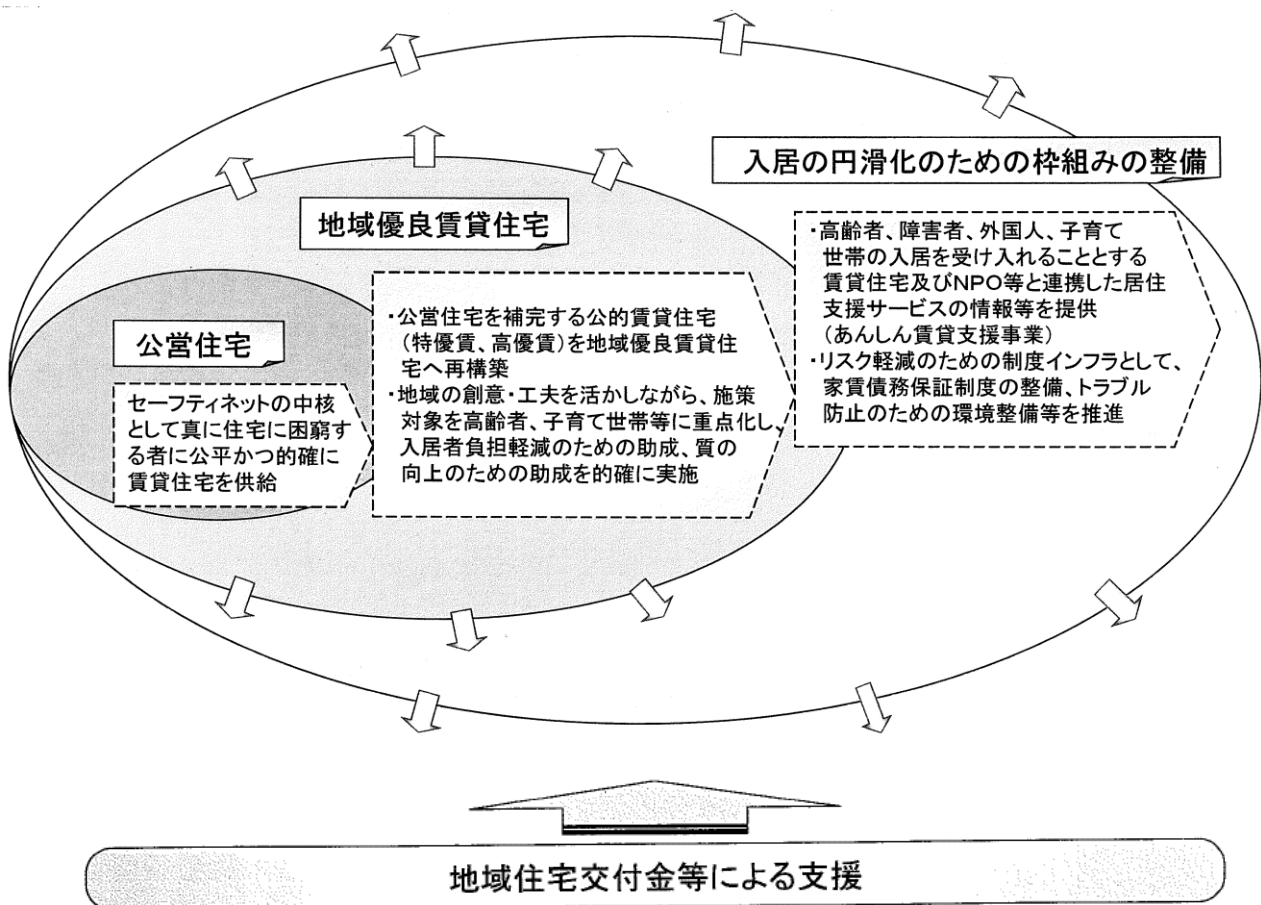 入居の円滑化のための枠組みの整備
・高齢者、障害者、外国人、子育て
世帯の入居を受け入れることとする
賃貸住宅及びNPO等と連携した居住
支援サービスの情報等を提供
(あんしん賃貸支援事業)
・リスク軽減のための制度インフラとして、
家賃債務保証制度の整備、トラブル
防止のための環境整備等を推進
地域優良賃貸住宅
・公営住宅を補完する公的賃貸住宅
(特優賃、高優賃)を地域優良賃貸住
宅へ再構築
・地域の創意・工夫を活かしながら、施策
対象を高齢者、子育て世帯等に重点化し、
入居者負担軽減のための助成、質の
向上のための助成を的確に実施
公営住宅
セーフティネットの中核
として真に住宅に困窮す
る者に公平かつ的確に
賃貸住宅を供給
地域住宅交付金等による支援